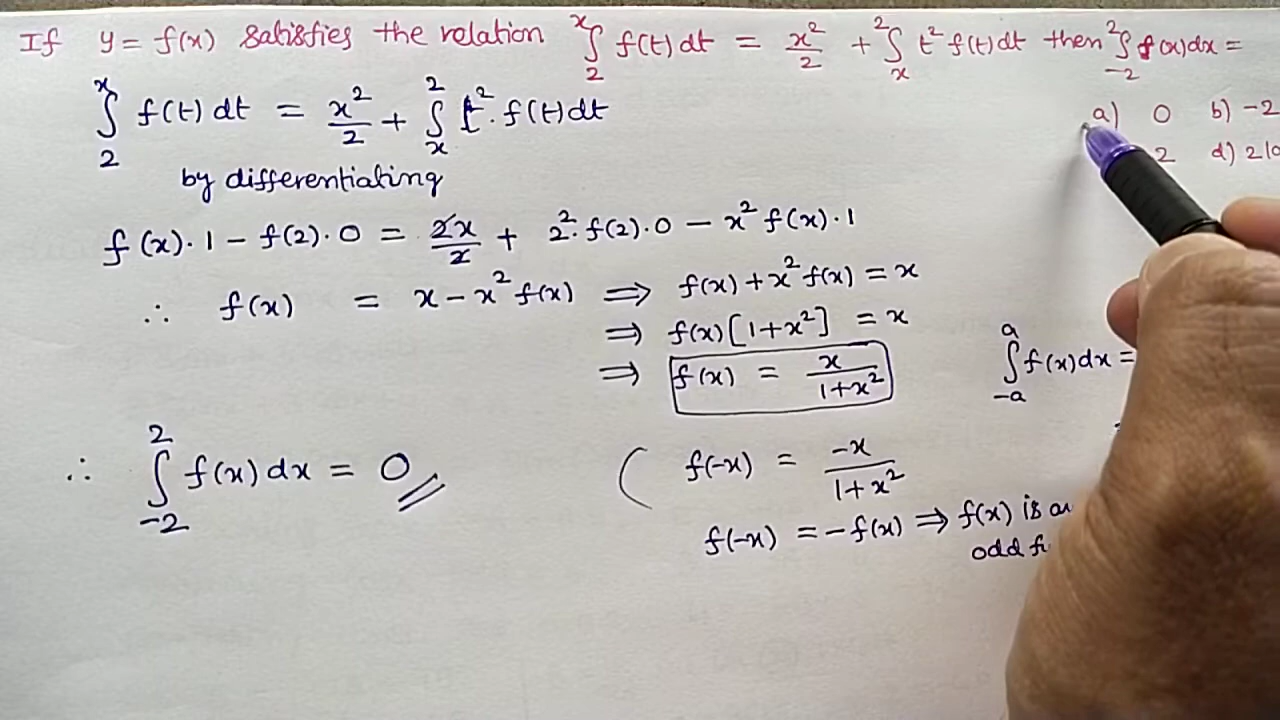 If y = f(x) satisfies the relation ∫₂ˣ f(t) dt = x²/2 + ∫ₓ² t² f(t) dt then ∫₋₂² f(x) dx =
a) 0 b) -2
2 d)
∫₂ˣ f(t) dt = x²/2 + ∫ₓ² t². f(t) dt
by differentiating
f(x). 1 − f(2). 0 = 2x/2 + 2². f(2). 0 − x² f(x). 1
∴ f(x) = x − x² f(x) ⇒ f(x) + x² f(x) = x
⇒ f(x) [1+x²] = x
⇒ f(x) = x/(1+x²)
∫₋ₐᵃ f(x) dx =
∴ ∫₋₂² f(x) dx = 0
( f(-x) = -x/(1+x²)
f(-x) = -f(x) ⇒ f(x) is
odd